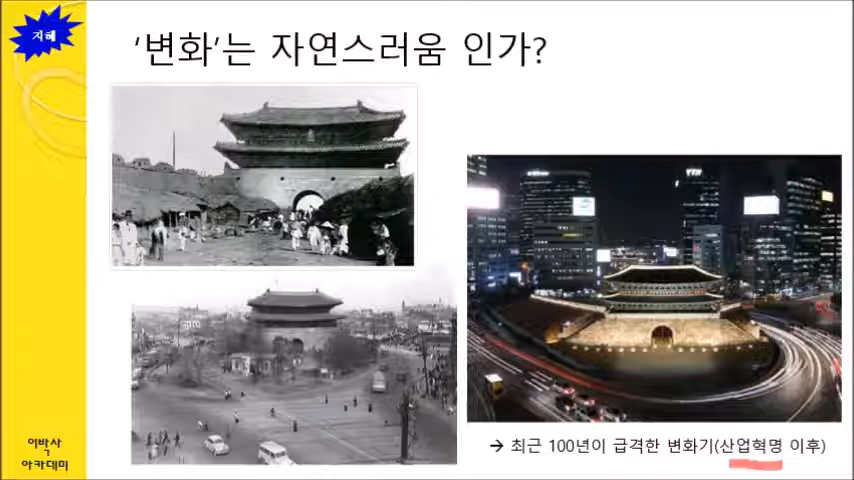 지혜
'변화'는 자연스러움 인가?
YTN
→ 최근 100년이 급격한 변화기(산업혁명 이후)
이박사
아카데미